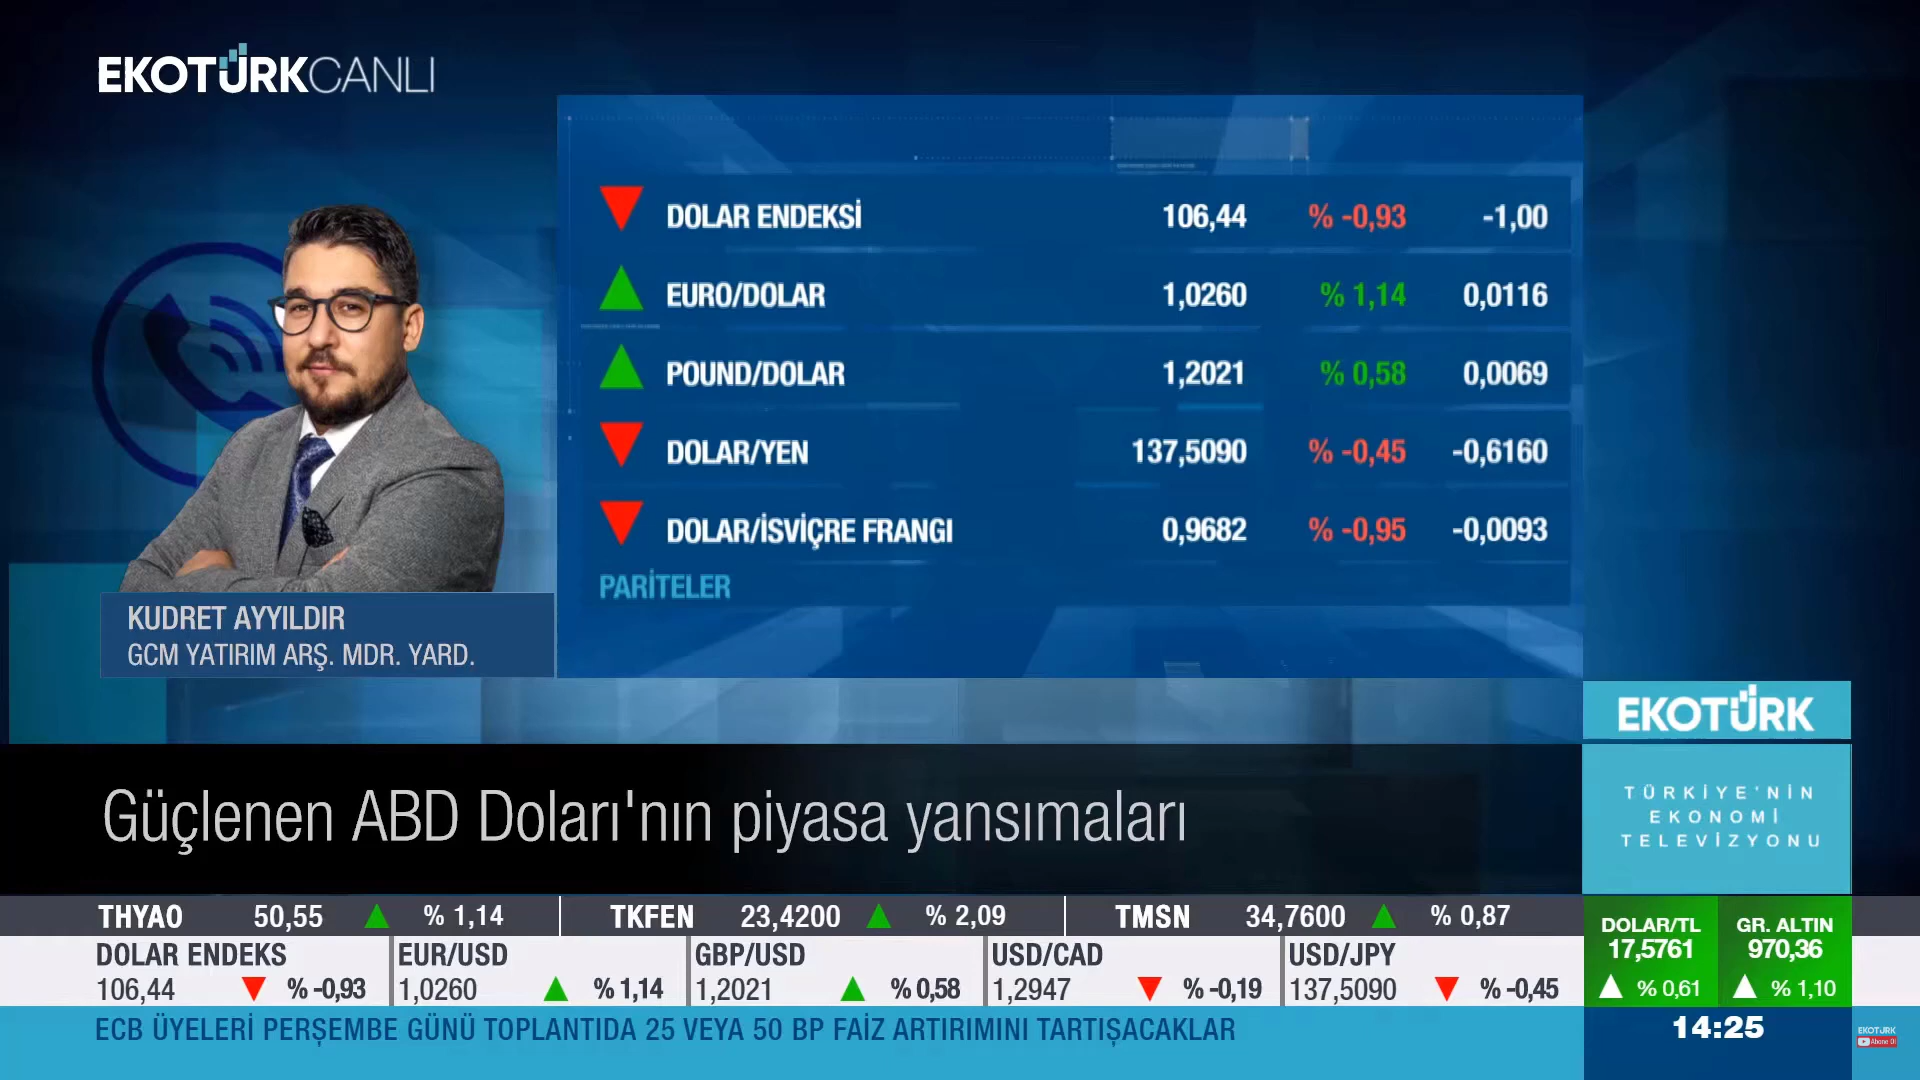 EKOTÜRKCANLI
DOLAR ENDEKSİ 106,44 % -0,93 -1,00
EURO/DOLAR 1,0260 % 1,14 0,0116
POUND/DOLAR 1,2021 % 0,58 0,0069
DOLAR/YEN 137,5090 % -0,45 -0,6160
DOLAR/İSVİÇRE FRANGI 0,9682 % -0,95 -0,0093
PARİTELER
KUDRET AYYILDIR
GCM YATIRIM ARŞ. MDR. YARD.
EKOTÜRK
TÜRKİYE'NİN
EKONOMİ
TELEVİZYONU
Güçlenen ABD Doları'nın piyasa yansımaları
THYAO 50,55 % 1,14 TKFEN 23,4200 % 2,09 TMSN 34,7600 % 0,87
DOLAR ENDEKS EUR/USD GBP/USD USD/CAD USD/JPY
106,44 % -0,93 1,0260 % 1,14 1,2021 % 0,58 1,2947 % -0,19 137,5090 % -0,45
DOLAR/TL GR. ALTIN
17,5761 970,36
% 0,61 % 1,10
ECB ÜYELERİ PERŞEMBE GÜNÜ TOPLANTIDA 25 VEYA 50 BP FAİZ ARTIRIMINI TARTIŞACAKLAR
14:25
EKOTÜRK
Abone Ol